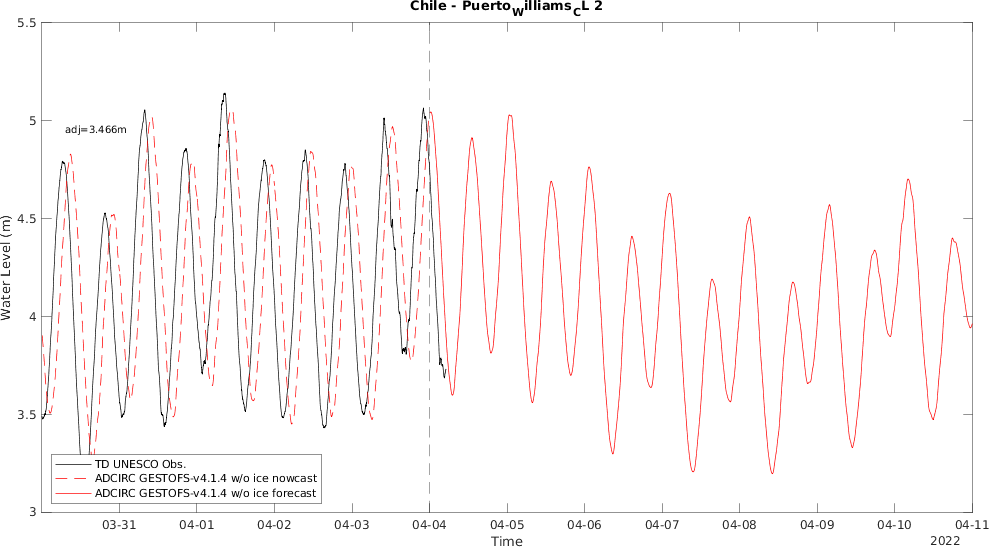 Chile - PuertoWilliamsCL 2
5.5
5
4.5
4
3.5
3
Water Level (m)
adj=3.466m
TD UNESCO Obs.
ADCIRC GESTOFS-v4.1.4 w/o ice nowcast
ADCIRC GESTOFS-v4.1.4 w/o ice forecast
03-31 04-01 04-02 04-03 04-04 04-05 04-06 04-07 04-08 04-09 04-10 04-11
Time
2022